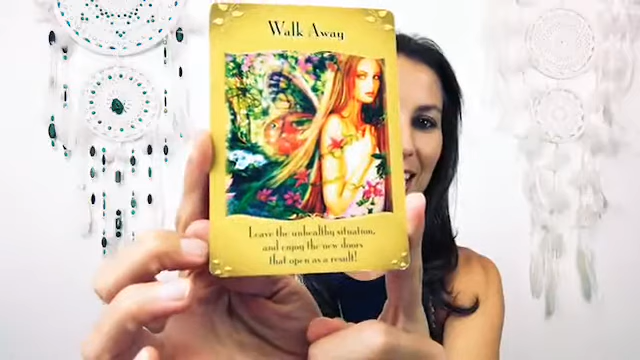 Walk Away
Leave the unhealthy situation,
and enjoy the new doors
that open as a result!